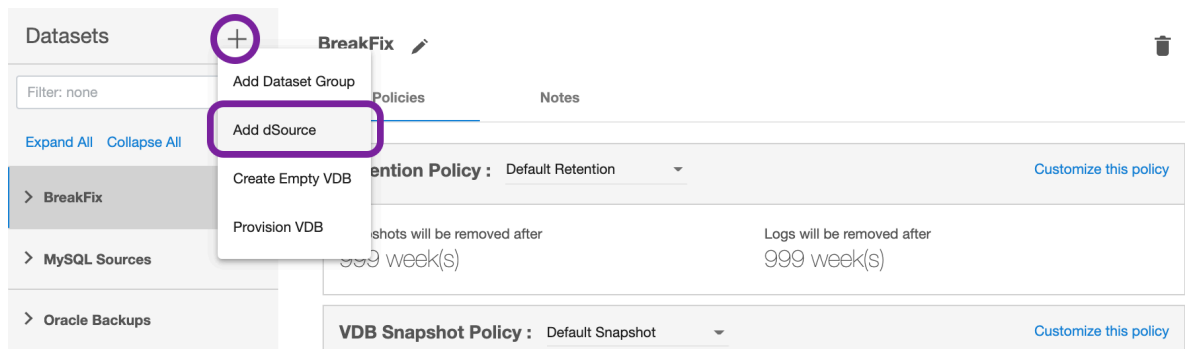 Datasets
Filter: none
Expand All Collapse All
BreakFix
MySQL Sources
Oracle Backups
Add Dataset Group
Add dSource
Create Empty VDB
Provision VDB
BreakFix
Policies Notes
Policy : Default Retention Customize this policy
will be removed after Logs will be removed after
999 week(s) 999 week(s)
VDB Snapshot Policy : Default Snapshot Customize this policy